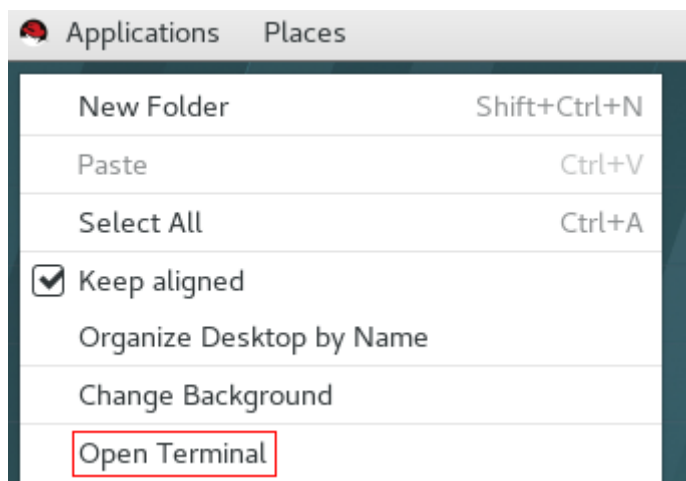 Applications Places
New Folder Shift+Ctrl+N
Paste Ctrl+V
Select All Ctrl+A
Keep aligned
Organize Desktop by Name
Change Background
Open Terminal